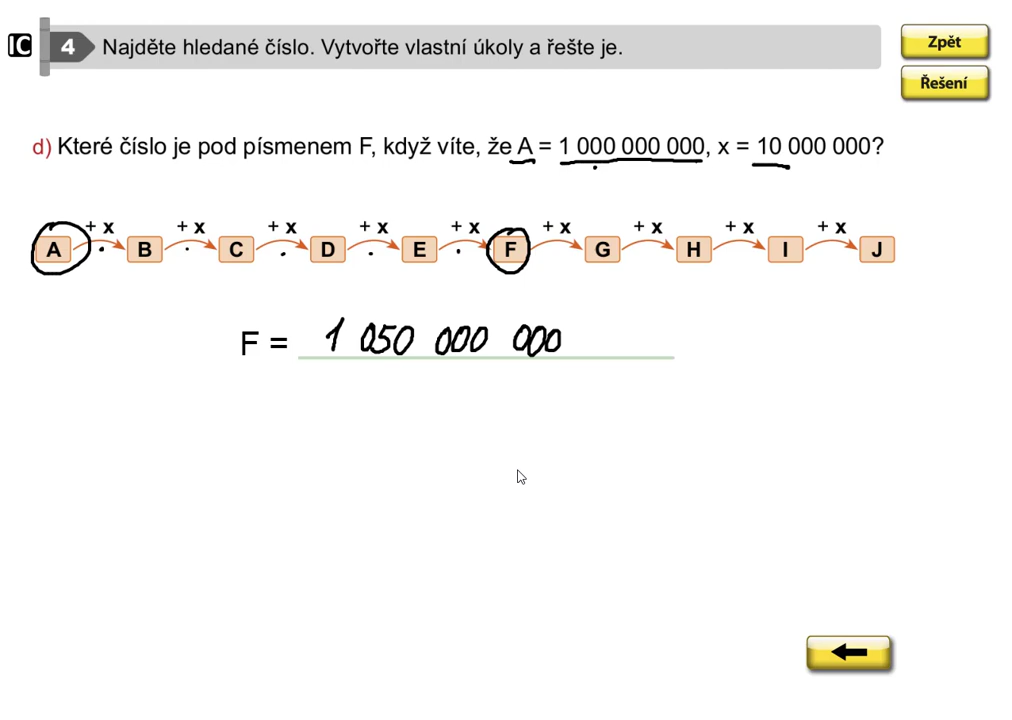 IC
4 Najděte hledané číslo. Vytvořte vlastní úkoly a řešte je.
Zpět
Řešení
d) Které číslo je pod písmenem F, když víte, že A = 1 000 000 000, x = 10 000 000?
+ x + x + x + x + x + x + x + x + x
A B C D E F G H I J
F = 1 050 000 000